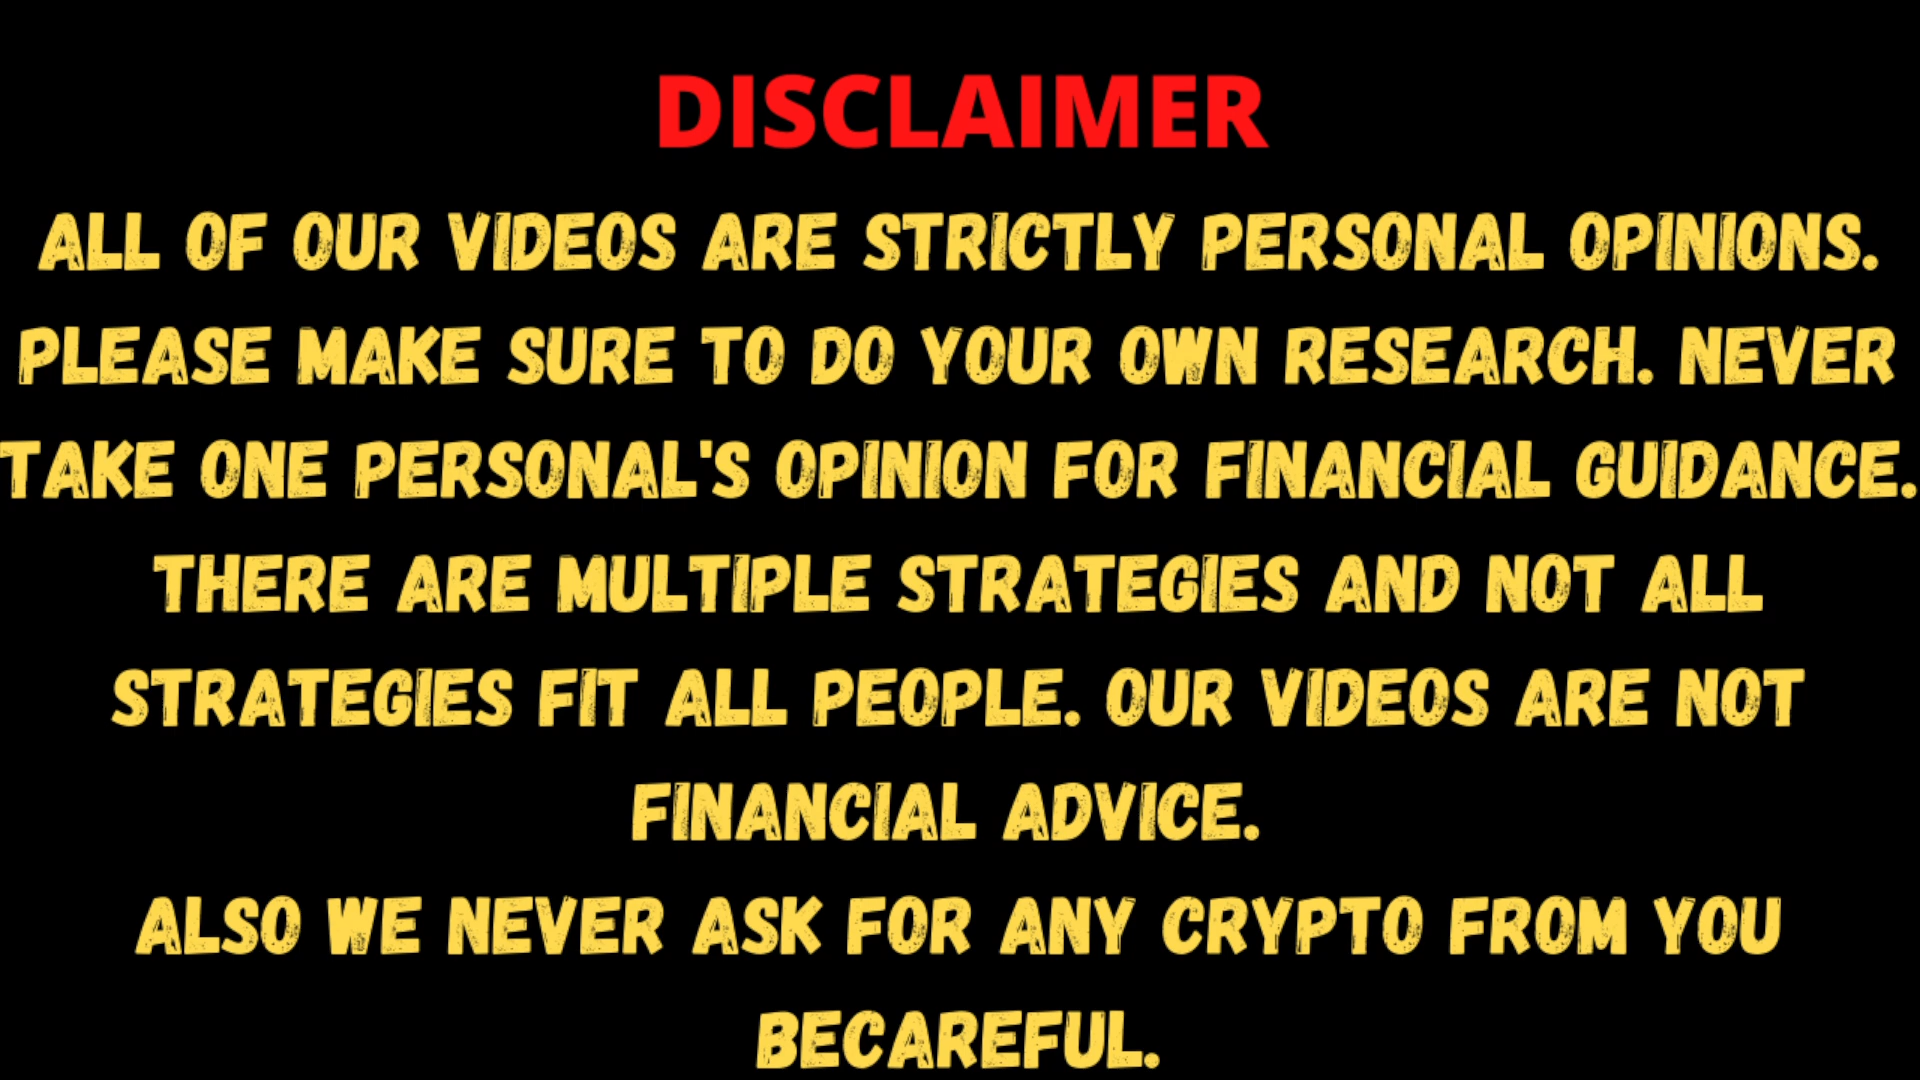 DISCLAIMER
ALL OF OUR VIDEOS ARE STRICTLY PERSONAL OPINIONS.
PLEASE MAKE SURE TO DO YOUR OWN RESEARCH. NEVER
TAKE ONE PERSONAL'S OPINION FOR FINANCIAL GUIDANCE.
THERE ARE MULTIPLE STRATEGIES AND NOT ALL
STRATEGIES FIT ALL PEOPLE. OUR VIDEOS ARE NOT
FINANCIAL ADVICE.
ALSO WE NEVER ASK FOR ANY CRYPTO FROM YOU
BECAREFUL.